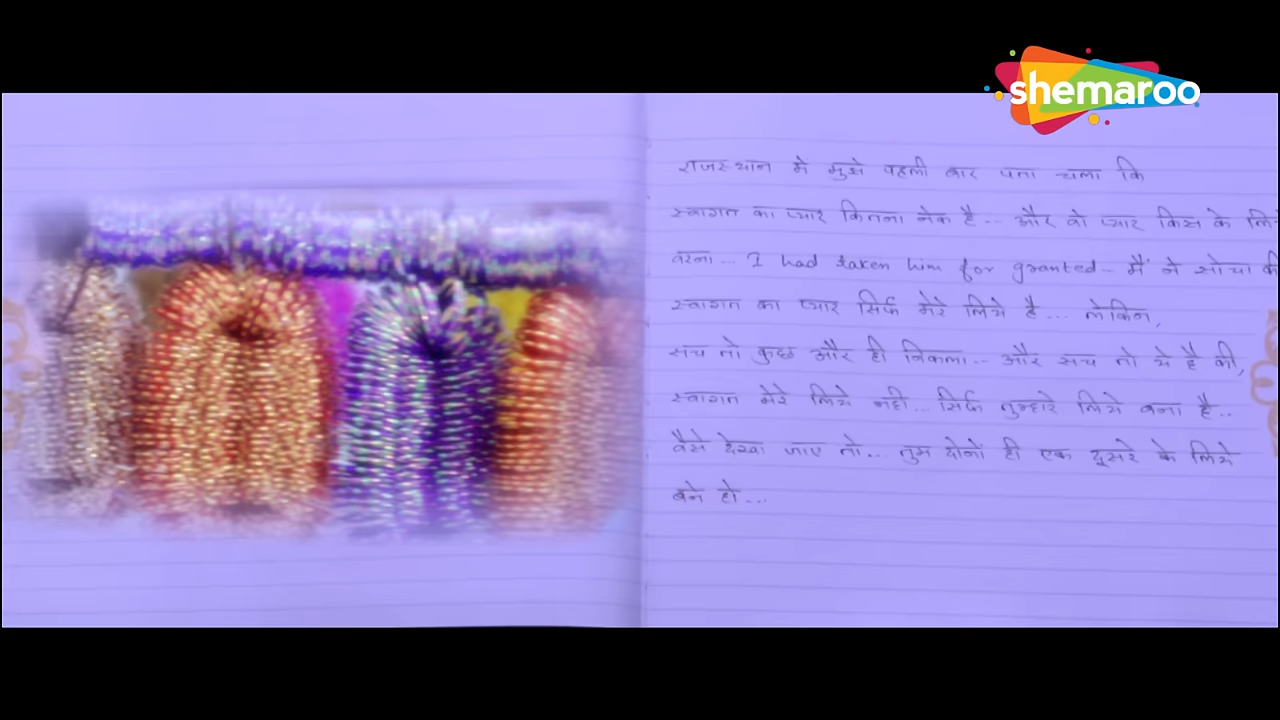 shemaroo
राजस्थान मे मुझे पहली बार पता चला कि
स्वागत का प्यार कितना नेक है... और वो प्यार किस के लि
वरना... I had taken him for granted.. मैं ने सोचा की
स्वागत का प्यार सिर्फ मेरे लिये है... लेकिन,
सच तो कुछ और ही निकला... और सच तो ये है की,
स्वागत मेरे लिये नही... सिर्फ तुम्हारे लिये बना है..
वैसे देखा जाए तो... तुम दोनों ही एक दूसरे के लिये
बने हो...